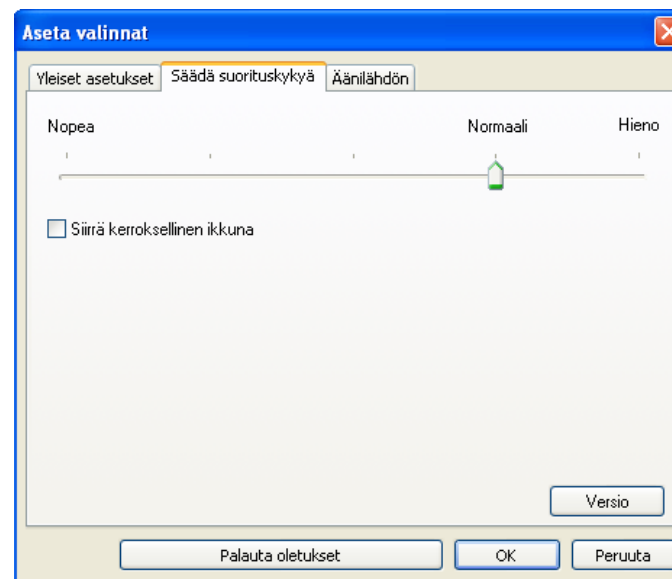 Aseta valinnat
Yleiset asetukset Säädä suorituskykyä Äänilähdön
Nopea Normaali Hieno
Siirrä kerroksellinen ikkuna
Versio
Palauta oletukset OK Peruuta